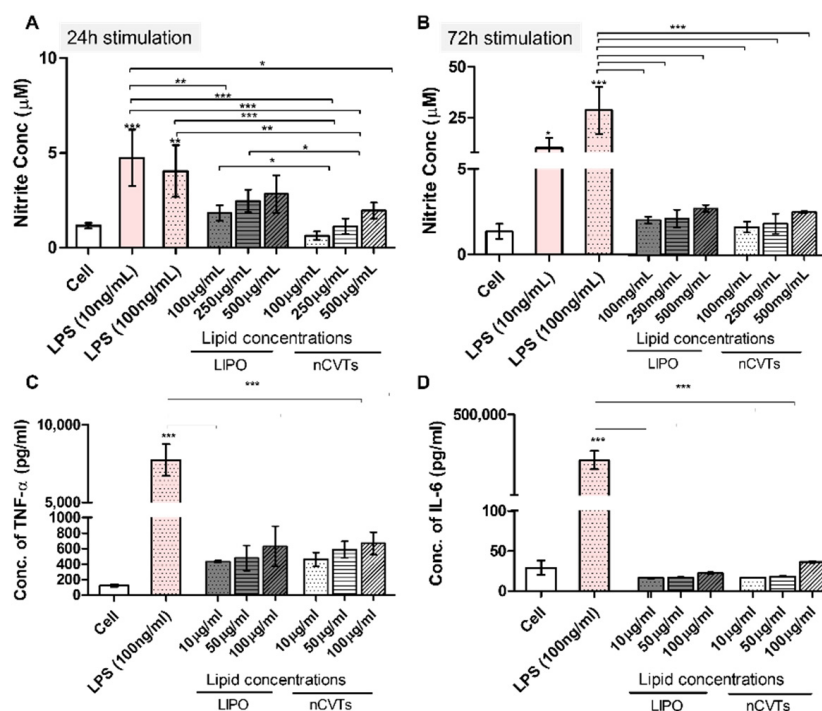 A
24h stimulation
Nitrite Conc (μM)
10
5
0
*
**
***
***
***
**
*
*
***
**
Cell
LPS (10ng/mL)
LPS (100ng/mL)
100μg/mL
250μg/mL
500μg/mL
100μg/mL
250μg/mL
500μg/mL
Lipid concentrations
LIPO
nCVTs
B
72h stimulation
Nitrite Conc (μM)
50
25
5
0
***
***
*
Cell
LPS (10ng/mL)
LPS (100ng/mL)
100mg/mL
250mg/mL
500mg/mL
100mg/mL
250mg/mL
500mg/mL
Lipid concentrations
LIPO
nCVTs
C
Conc. of TNF-α (pg/ml)
10,000
5,000
1000
800
600
400
200
0
***
***
Cell
LPS (100ng/ml)
10μg/ml
50μg/ml
100μg/ml
10μg/ml
50μg/ml
100μg/ml
Lipid concentrations
LIPO
nCVTs
D
Conc. of IL-6 (pg/ml)
500,000
100
50
0
***
***
Cell
LPS (100ng/ml)
10μg/ml
50μg/ml
100μg/ml
10μg/ml
50μg/ml
100μg/ml
Lipid concentrations
LIPO
nCVTs